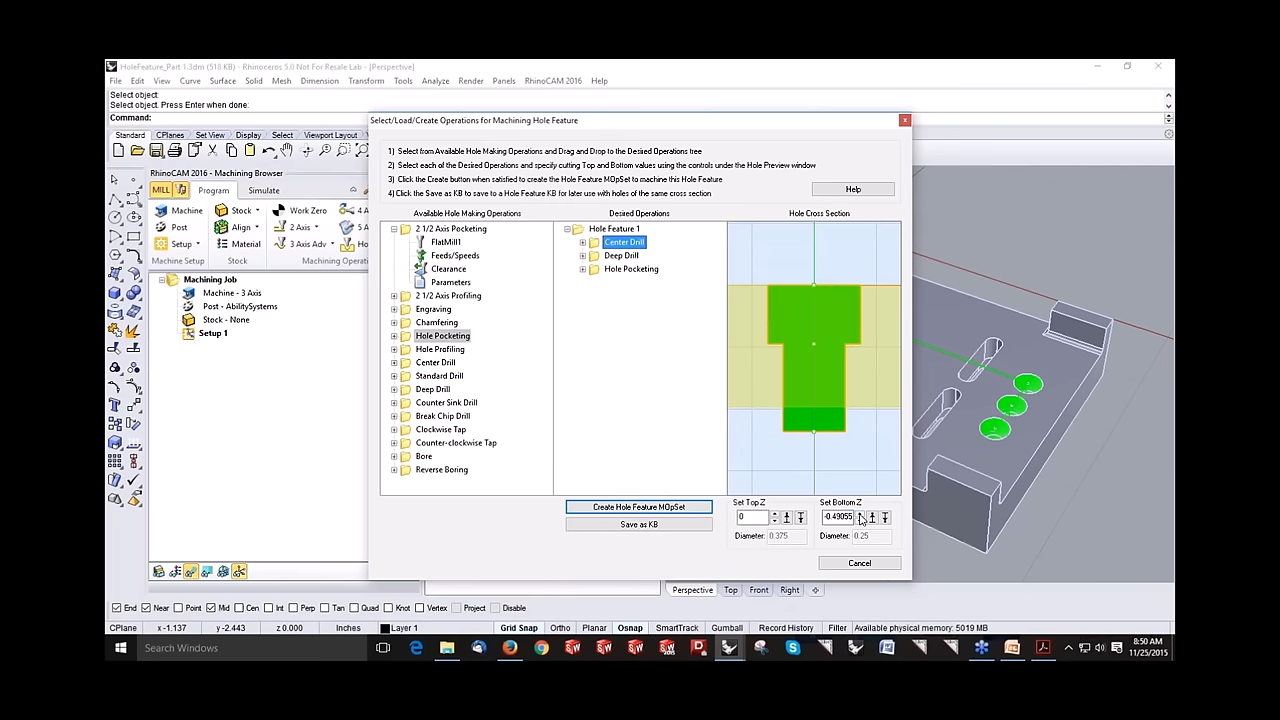 HoleFeature_Part 1.3dm (518 KB) - Rhinoceros 5.0 Not For Resale Lab - [Perspective]
File Edit View Curve Surface Solid Mesh Dimension Transform Tools Analyze Render Panels RhinoCAM 2016 Help
Select object:
Select object. Press Enter when done:
Command:
Standard CPlanes Set View Display Select Viewport Layout
RhinoCAM 2016 - Machining Browser
MILL Program Simulate
Machine Stock Work Zero
Post Align 2 Axis
Setup Material 3 Axis Adv
Machine Setup Stock Machining
Machining Job
Machine - 3 Axis
Post - AbilitySystems
Stock - None
Setup 1
Select/Load/Create Operations for Machining Hole Feature
1) Select from Available Hole Making Operations and Drag and Drop to the Desired Operations tree
2) Select each of the Desired Operations and specify cutting Top and Bottom values using the controls under the Hole Preview window
3) Click the Create button when satisfied to create the Hole Feature MOpSet to machine this Hole Feature
4) Click the Save as KB to save to a Hole Feature KB for later use with holes of the same cross section
Help
Available Hole Making Operations
2 1/2 Axis Pocketing
FlatMill1
Feeds/Speeds
Clearance
Parameters
2 1/2 Axis Profiling
Engraving
Chamfering
Hole Pocketing
Hole Profiling
Center Drill
Standard Drill
Deep Drill
Counter Sink Drill
Break Chip Drill
Clockwise Tap
Counter-clockwise Tap
Bore
Reverse Boring
Desired Operations
Hole Feature 1
Center Drill
Deep Drill
Hole Pocketing
Create Hole Feature MOpSet
Save as KB
Hole Cross Section
Set Top Z Set Bottom Z
0 -0.49055
Diameter: 0.375 Diameter: 0.25
Cancel
Perspective Top Front Right
End Near Point Mid Cen Int Perp Tan Quad Knot Vertex Project Disable
CPlane x -1.137 y -2.443 z 0.000 Inches Layer 1 Grid Snap Ortho Planar Osnap SmartTrack Gumball Record History Filter Available physical memory: 5019 MB
Search Windows
8:50 AM
11/25/2015